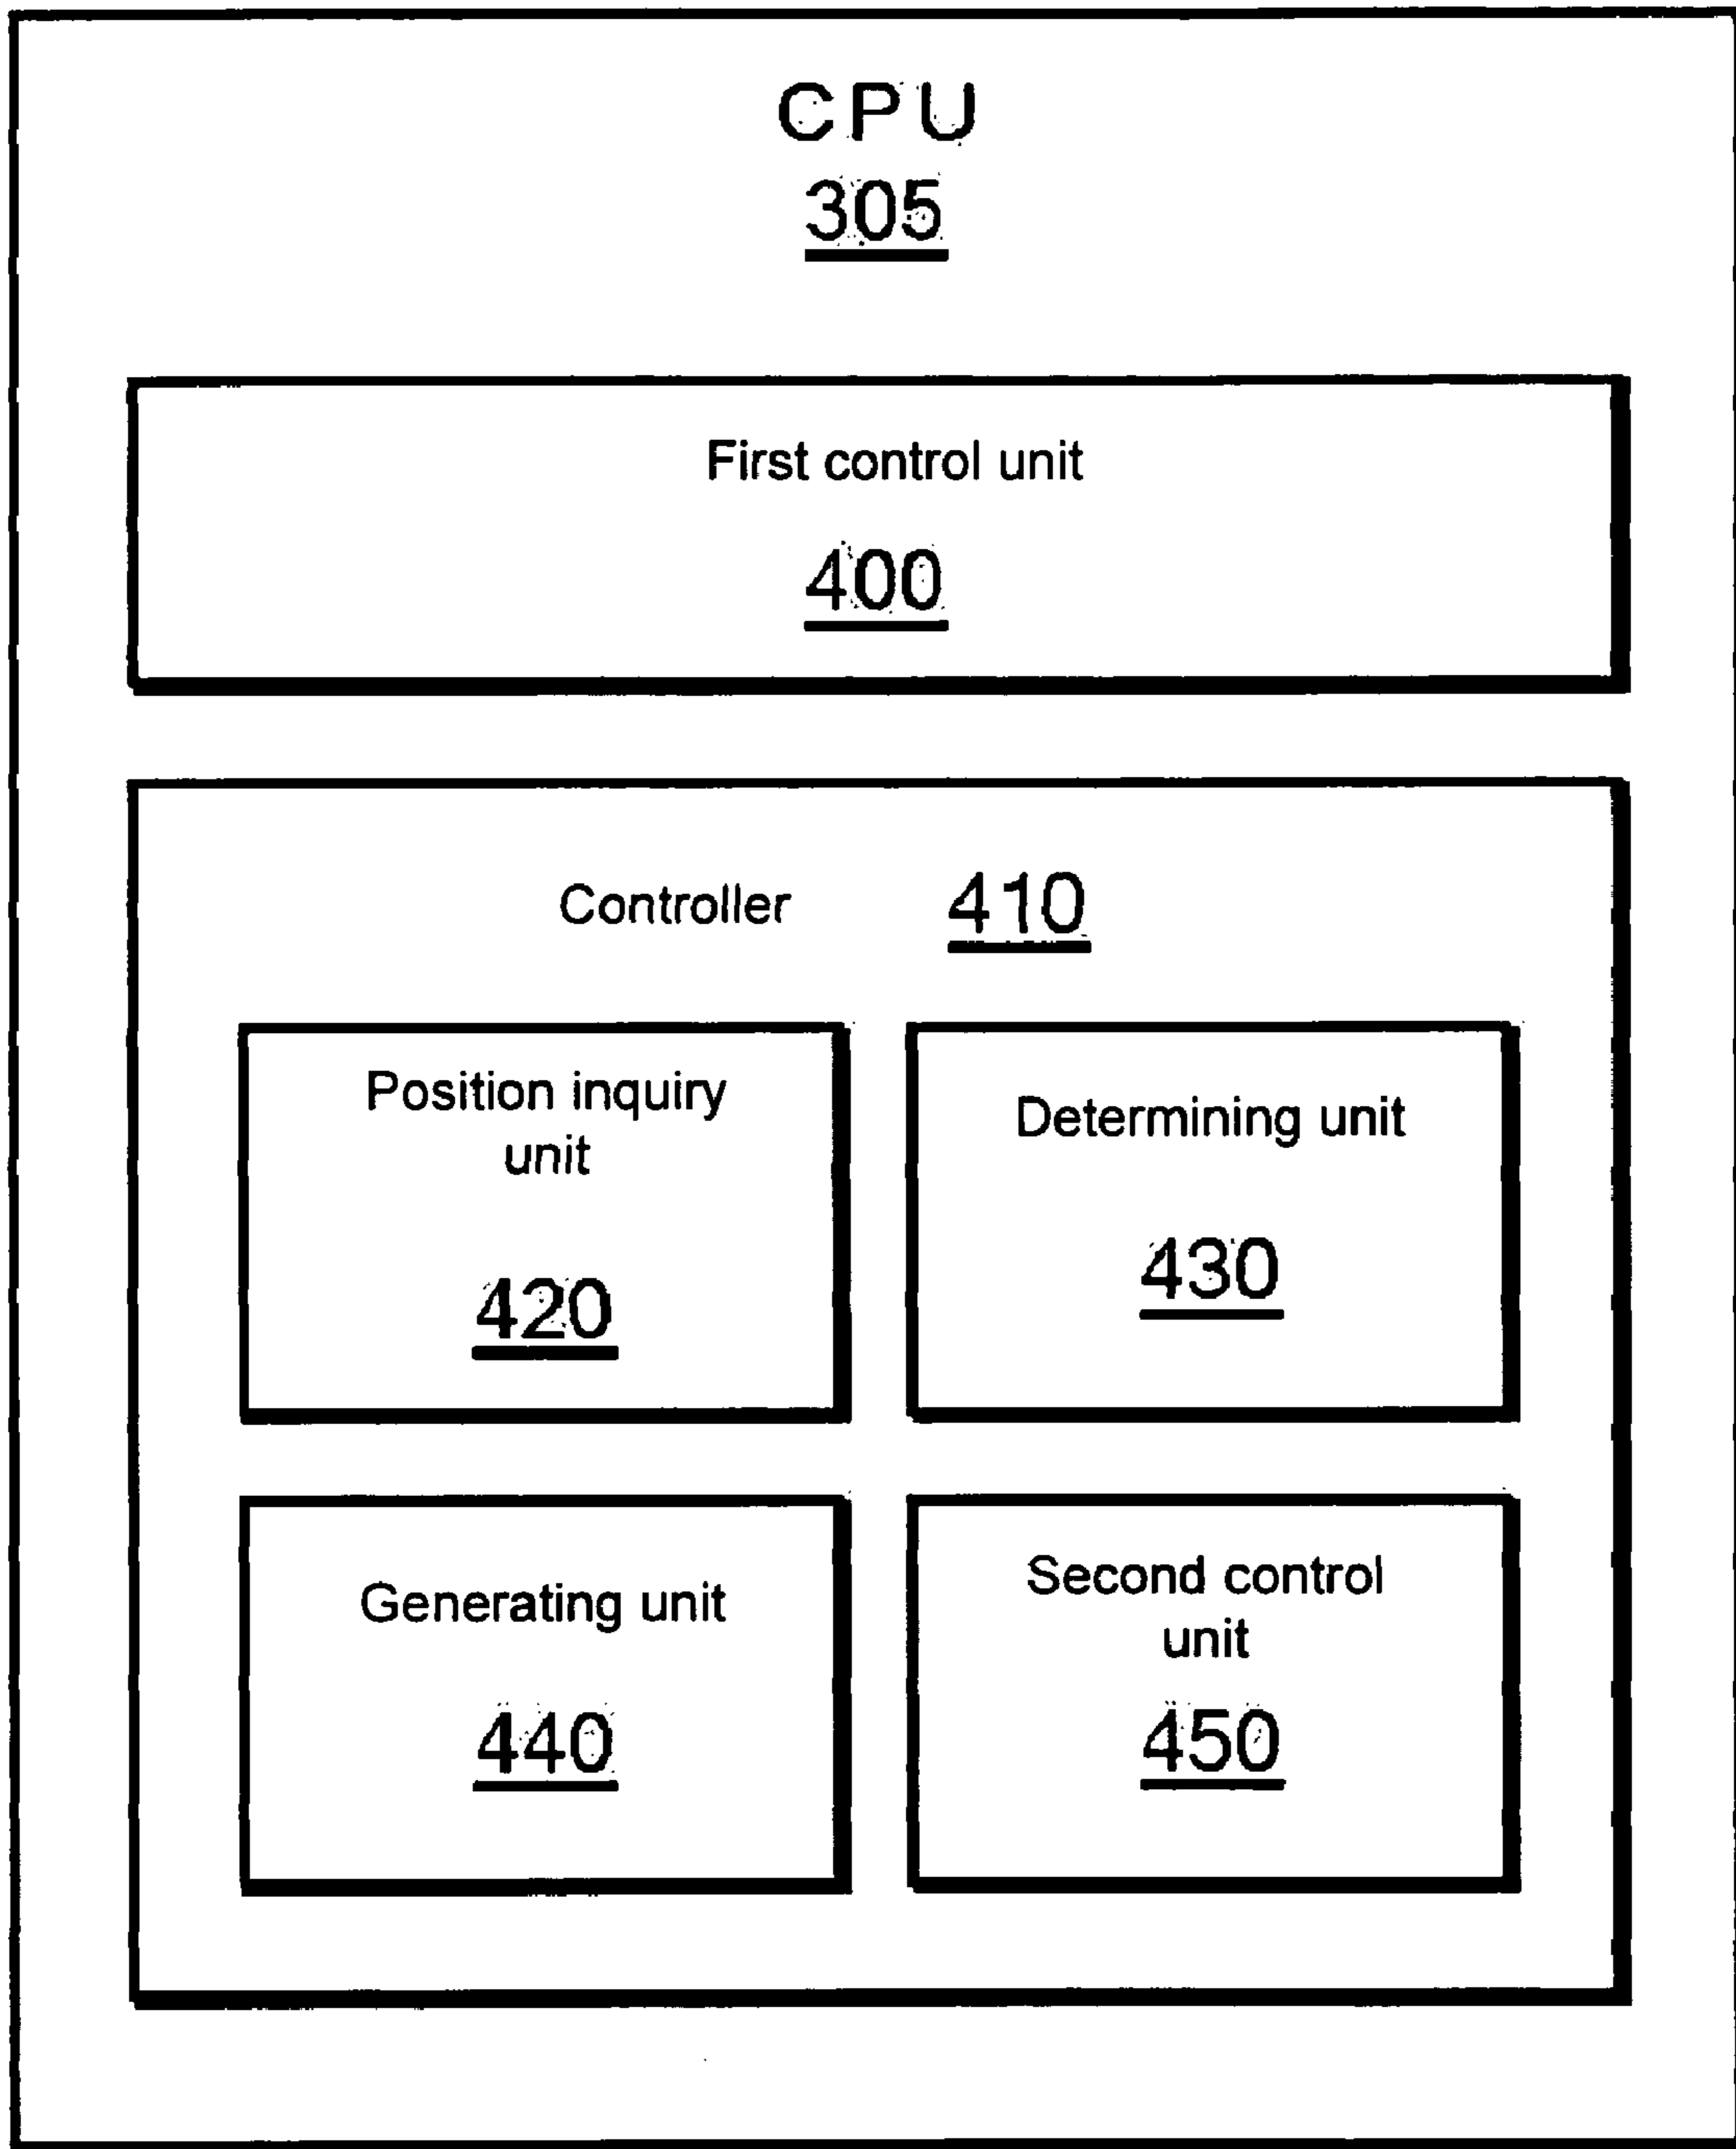 CPU
305
First control unit
400
Controller 410
Position inquiry
unit
420
Determining unit
430
Generating unit
440
Second control
unit
450